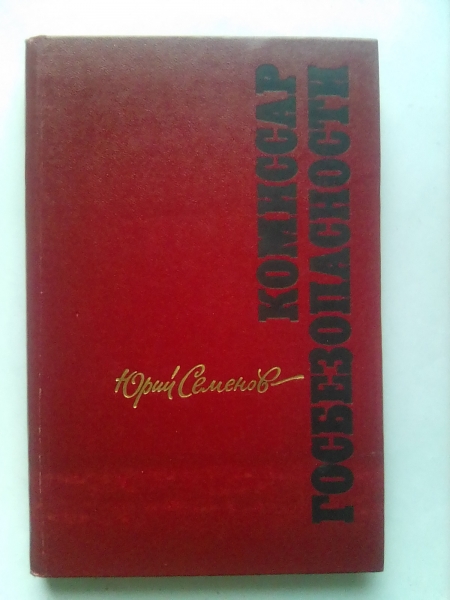 Юрий Семенов
КОМИССАР
ГОСБЕЗОПАСНОСТИ